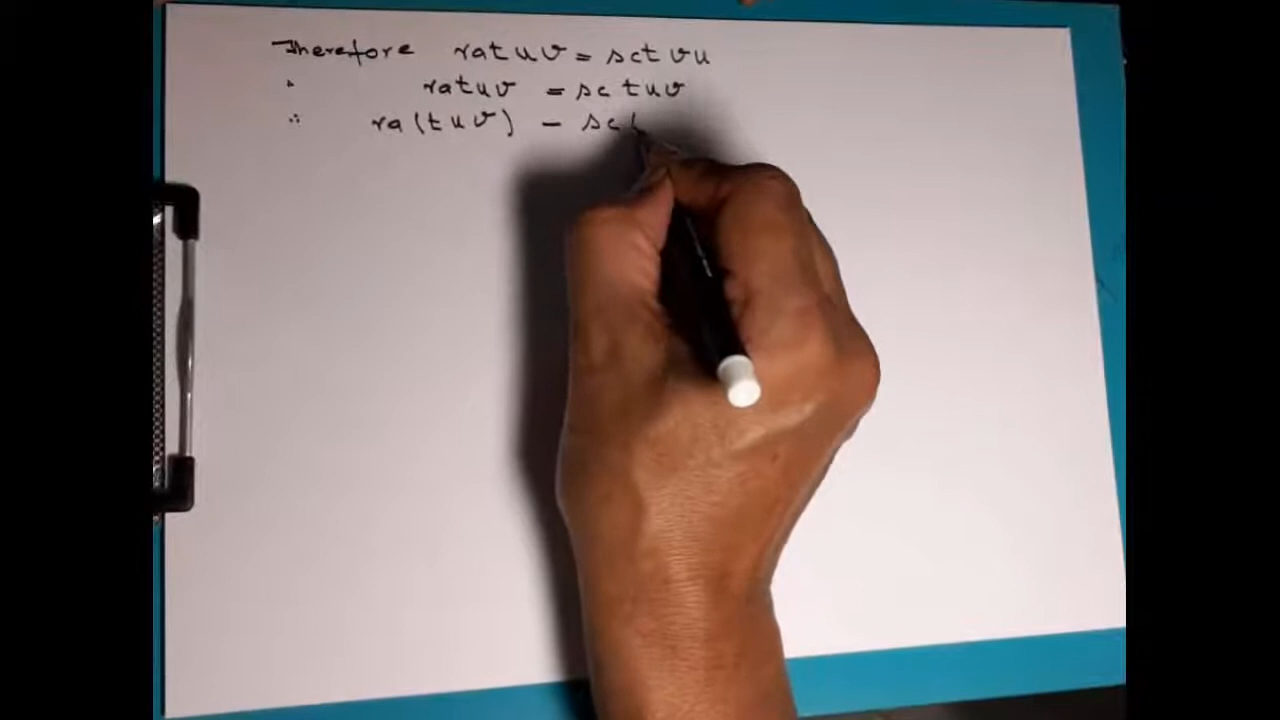 Therefore ratuv = sctvu
ratuv = sctuv
∴ ra(tuv) = sc(